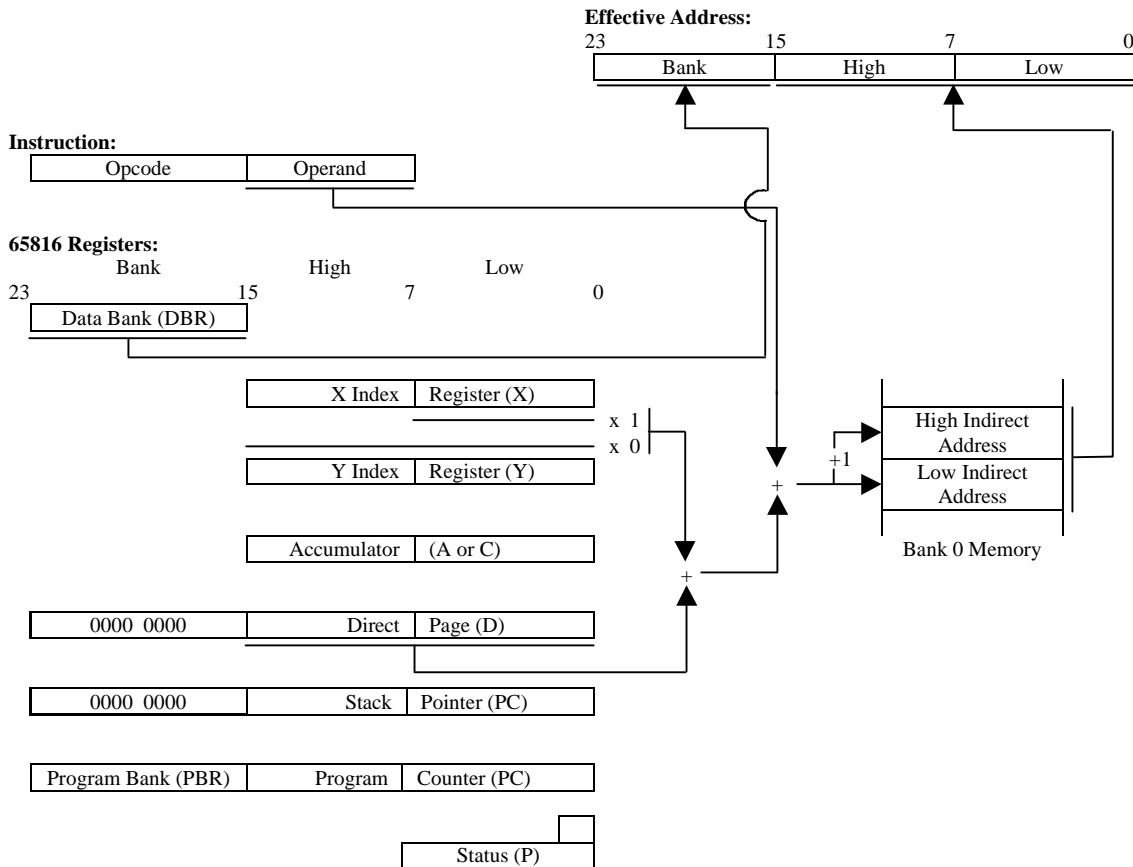 Effective Address:
23 15 7 0
Bank High Low
Instruction:
Opcode Operand
65816 Registers:
Bank High Low
23 15 7 0
Data Bank (DBR)
X Index Register (X)
x 1
x 0
Y Index Register (Y)
High Indirect
Address
+1
Low Indirect
Address
+
Accumulator (A or C)
Bank 0 Memory
+
0000 0000 Direct Page (D)
0000 0000 Stack Pointer (PC)
Program Bank (PBR) Program Counter (PC)
Status (P)